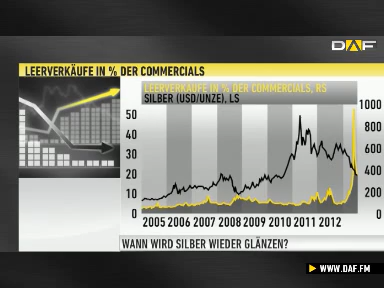 DAF
LEERVERKÄUFE IN % DER COMMERCIALS
LEERVERKÄUFE IN % DER COMMERCIALS, RS
SILBER (USD/UNZE), LS
50
40
30
20
10
0
1000
800
600
400
200
0
2005 2006 2007 2008 2009 2010 2011 2012
WANN WIRD SILBER WIEDER GLÄNZEN?
WWW.DAF.FM